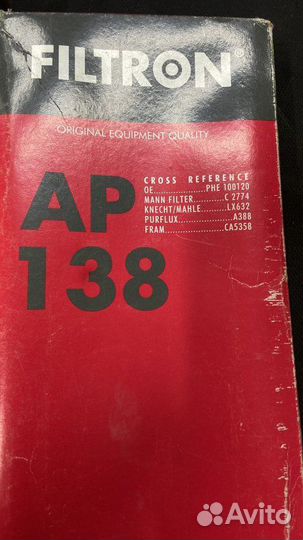 FILTRON®
ORIGINAL EQUIPMENT QUALITY
AP
138
CROSS REFERENCE
OE....................PHE 100120
MANN FILTER...........C 2774
KNECHT/MAHLE.........LX632
PURFLUX..................A388
FRAM....................CA5358
Avito